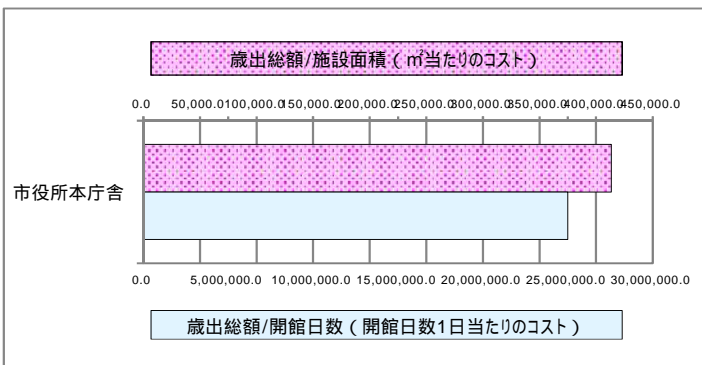 歳出総額/施設面積（㎡当たりのコスト）
0.0 50,000.0 100,000.0 150,000.0 200,000.0 250,000.0 300,000.0 350,000.0 400,000.0 450,000.0
市役所本庁舎
0.0 5,000,000.0 10,000,000.0 15,000,000.0 20,000,000.0 25,000,000.0 30,000,000.0
歳出総額/開館日数（開館日数1日当たりのコスト）